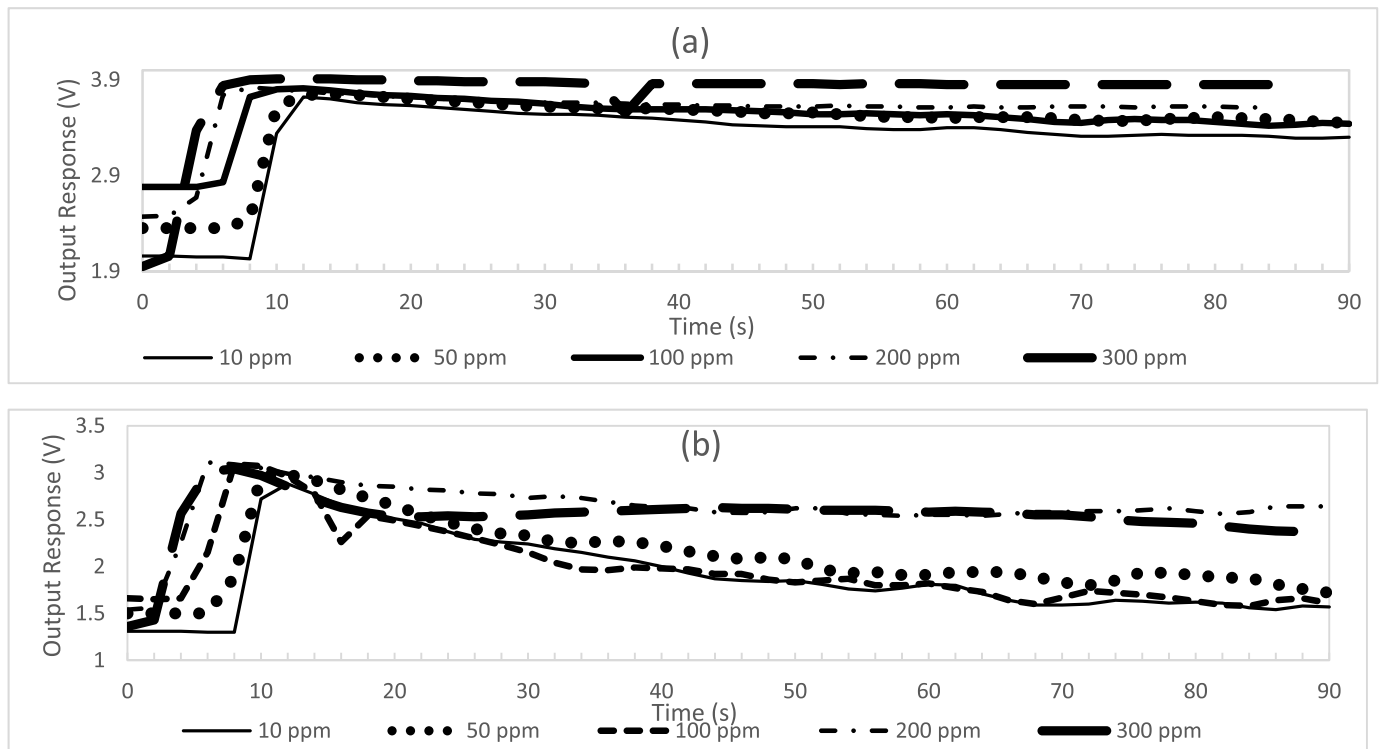 (a)
Output Response (V)
3.9
2.9
1.9
0 10 20 30 40 50 60 70 80 90
Time (s)
10 ppm 50 ppm 100 ppm 200 ppm 300 ppm
(b)
Output Response (V)
3.5
3
2.5
2
1.5
1
0 10 20 30 40 50 60 70 80 90
Time (s)
10 ppm 50 ppm 100 ppm 200 ppm 300 ppm